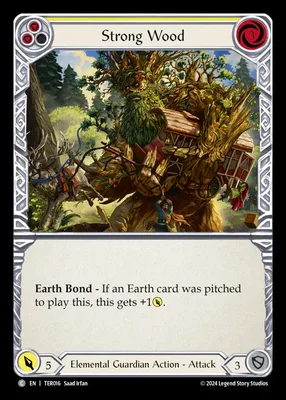 Strong Wood
Earth Bond - If an Earth card was pitched
to play this, this gets +1.
5
Elemental Guardian Action - Attack
3
C EN | TER016 Saad Irfan
© 2024 Legend Story Studios